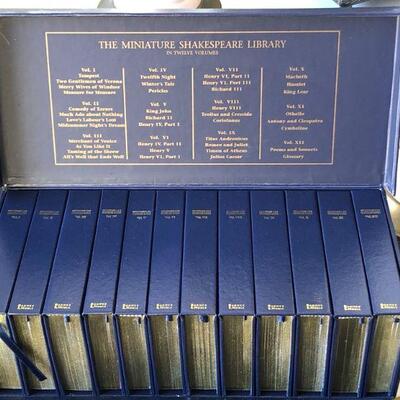 THE MINIATURE SHAKESPEARE LIBRARY
IN TWELVE VOLUMES
Vol. I
Tempest
Two Gentlemen of Verona
Merry Wives of Windsor
Measure for Measure
Vol. II
Comedy of Errors
Much Ado about Nothing
Love's Labour's Lost
Midsummer Night's Dream
Vol. III
Merchant of Venice
As You Like It
Taming of the Shrew
All's Well that Ends Well
Vol. IV
Twelfth Night
Winter's Tale
Pericles
Vol. V
King John
Richard II
Henry IV, Part I
Vol. VI
Henry IV, Part II
Henry V
Henry VI, Part I
Vol. VII
Henry VI, Part II
Henry VI, Part III
Richard III
Vol. VIII
Henry VIII
Troilus and Cressida
Coriolanus
Vol. IX
Titus Andronicus
Romeo and Juliet
Timon of Athens
Julius Caesar
Vol. X
Macbeth
Hamlet
King Lear
Vol. XI
Othello
Antony and Cleopatra
Cymbeline
Vol. XII
Poems and Sonnets
Glossary